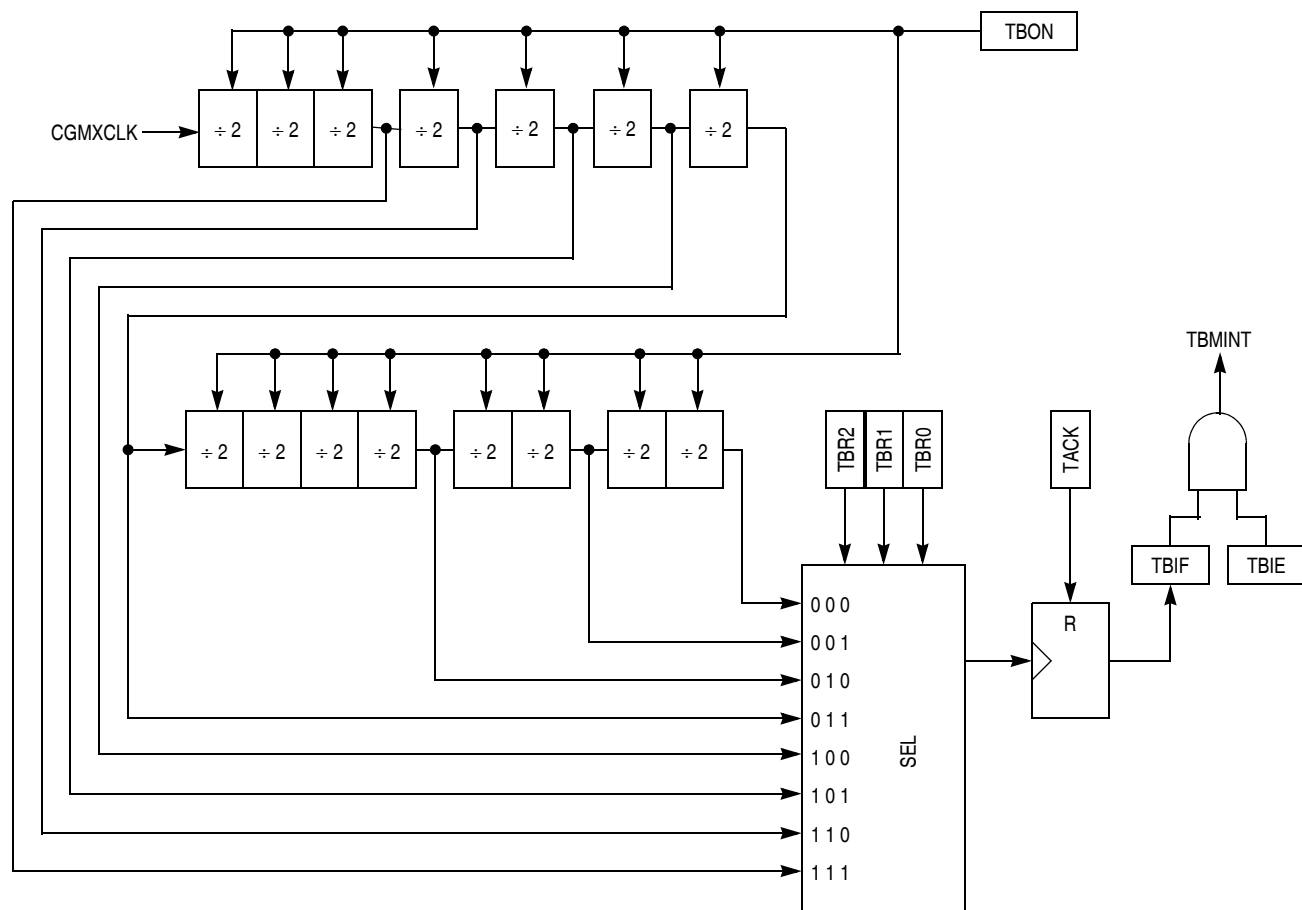 TBON
CGMXCLK
÷ 2 ÷ 2 ÷ 2 ÷ 2 ÷ 2 ÷ 2 ÷ 2
TBMINT
÷ 2 ÷ 2 ÷ 2 ÷ 2 ÷ 2 ÷ 2 ÷ 2 ÷ 2
TBR2
TBR1
TBR0
TACK
TBIF
TBIE
0 0 0
0 0 1
0 1 0
0 1 1
1 0 0
1 0 1
1 1 0
1 1 1
SEL
R